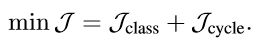 min 𝒥 = 𝒥class + 𝒥cycle.